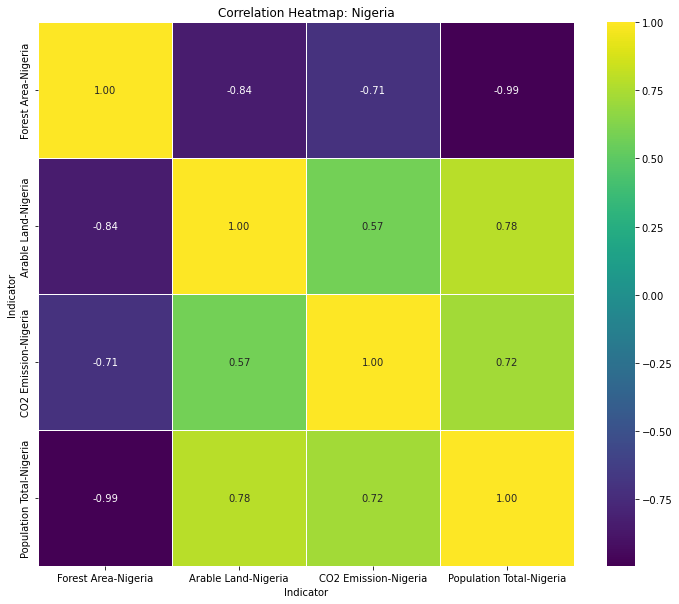 Correlation Heatmap: Nigeria
Indicator
Forest Area-Nigeria
1.00 -0.84 -0.71 -0.99
Arable Land-Nigeria
-0.84 1.00 0.57 0.78
CO2 Emission-Nigeria
-0.71 0.57 1.00 0.72
Population Total-Nigeria
-0.99 0.78 0.72 1.00
Forest Area-Nigeria Arable Land-Nigeria CO2 Emission-Nigeria Population Total-Nigeria
Indicator
1.00
0.75
0.50
0.25
0.00
−0.25
−0.50
−0.75